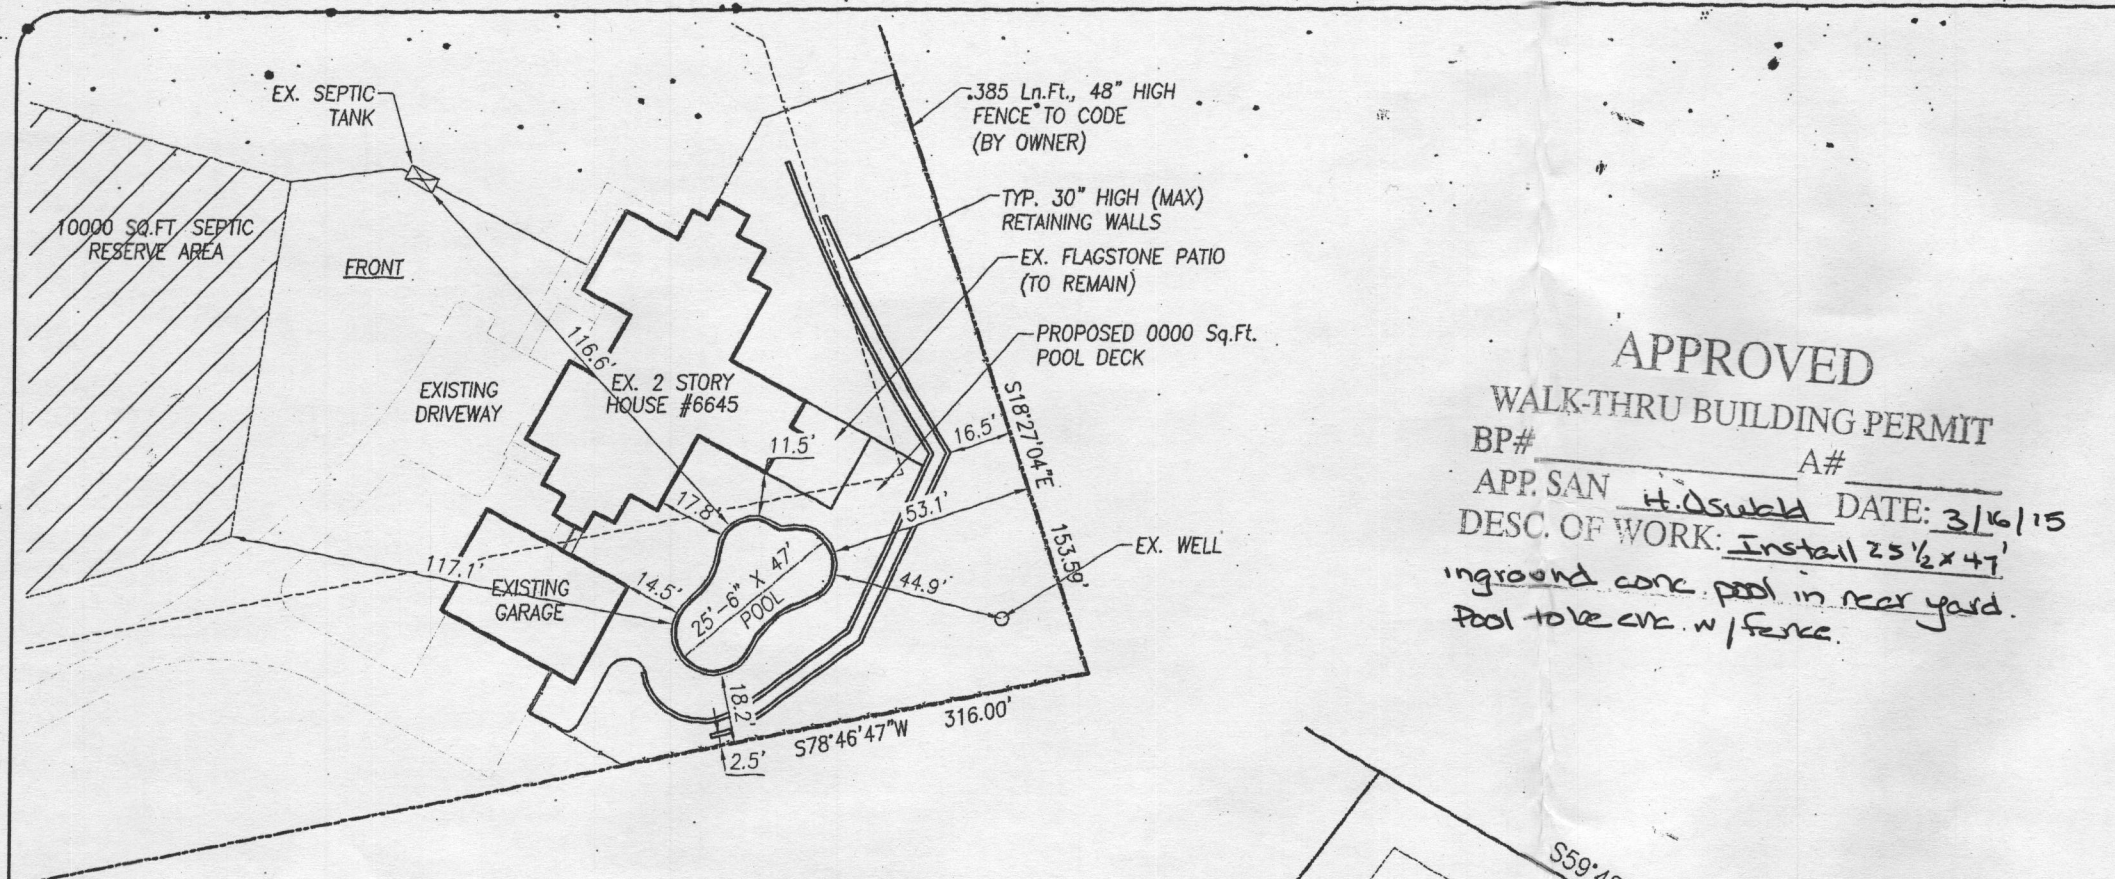 EX. SEPTIC
TANK
10000 SQ.FT. SEPTIC
RESERVE AREA
FRONT
.385 Ln.Ft., 48" HIGH
FENCE TO CODE
(BY OWNER)
TYP. 30" HIGH (MAX)
RETAINING WALLS
EX. FLAGSTONE PATIO
(TO REMAIN)
PROPOSED 0000 Sq.Ft.
POOL DECK
116.6'
EX. 2 STORY
HOUSE #6645
EXISTING
DRIVEWAY
11.5'
16.5'
S18°27'04"E
153.59'
17.8'
53.1'
EX. WELL
44.9'
117.1'
EXISTING
GARAGE
14.5'
25'-6" X 47'
POOL
18.2'
2.5'
S78°46'47"W 316.00'
APPROVED
WALK-THRU BUILDING PERMIT
BP# A#
APP. SAN H. Oswald DATE: 3/16/15
DESC. OF WORK: Install 25 1/2 x 47'
inground conc. pool in rear yard.
Pool to be enc. w/ fence.